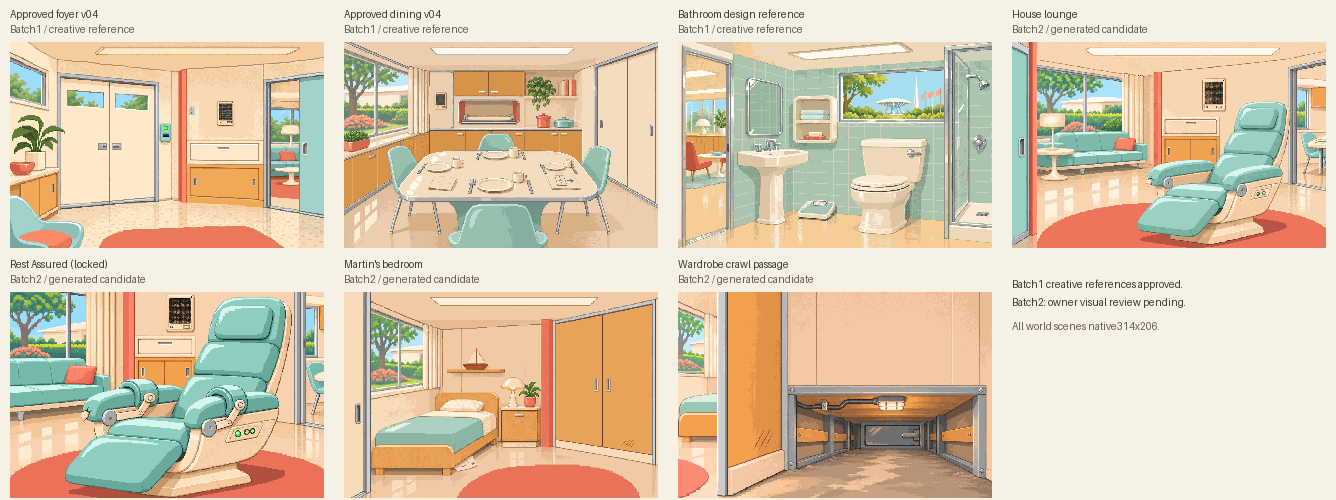 Approved foyer v04
Batch1 / creative reference
Approved dining v04
Batch1 / creative reference
Bathroom design reference
Batch1 / creative reference
House lounge
Batch2 / generated candidate
Rest Assured (locked)
Batch2 / generated candidate
Martin's bedroom
Batch2 / generated candidate
Wardrobe crawl passage
Batch2 / generated candidate
Batch1 creative references approved.
Batch2: owner visual review pending.
All world scenes native 314x206.